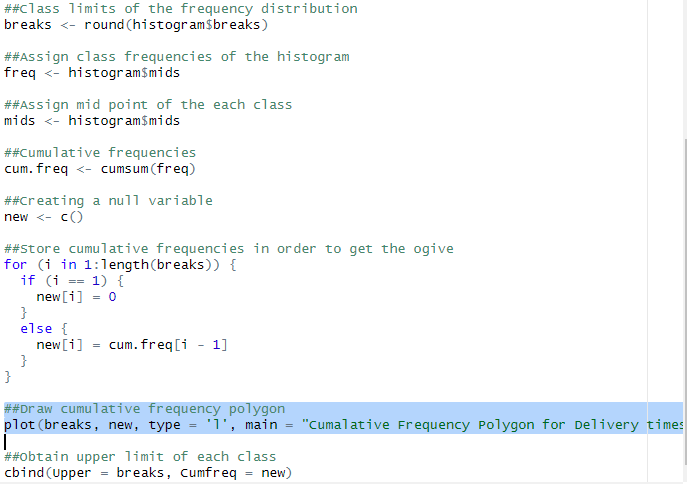 ##Class limits of the frequency distribution
breaks <- round(histogram$breaks)
##Assign class frequencies of the histogram
freq <- histogram$mids
##Assign mid point of the each class
mids <- histogram$mids
##Cumulative frequencies
cum.freq <- cumsum(freq)
##Creating a null variable
new <- c()
##Store cumulative frequencies in order to get the ogive
for (i in 1:length(breaks)) {
  if (i == 1) {
    new[i] = 0
  }
  else {
    new[i] = cum.freq[i - 1]
  }
}
##Draw cumulative frequency polygon
plot(breaks, new, type = 'l', main = "Cumalative Frequency Polygon for Delivery times
##Obtain upper limit of each class
cbind(Upper = breaks, Cumfreq = new)